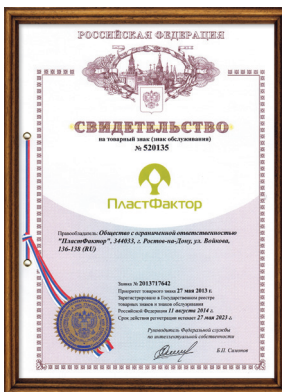 РОССИЙСКАЯ ФЕДЕРАЦИЯ
СВИДЕТЕЛЬСТВО
на товарный знак (знак обслуживания)
№ 520135
ПластФактор
Правообладатель: Общество с ограниченной ответственностью
"ПластФактор", 344033, г. Ростов-на-Дону, ул. Войкова,
136-138 (RU)
Заявка № 2013717642
Приоритет товарного знака 27 мая 2013 г.
Зарегистрировано в Государственном реестре
товарных знаков и знаков обслуживания
Российской Федерации 11 августа 2014 г.
Срок действия регистрации истекает 27 мая 2023 г.
Руководитель Федеральной службы
по интеллектуальной собственности
Б.П. Симонов